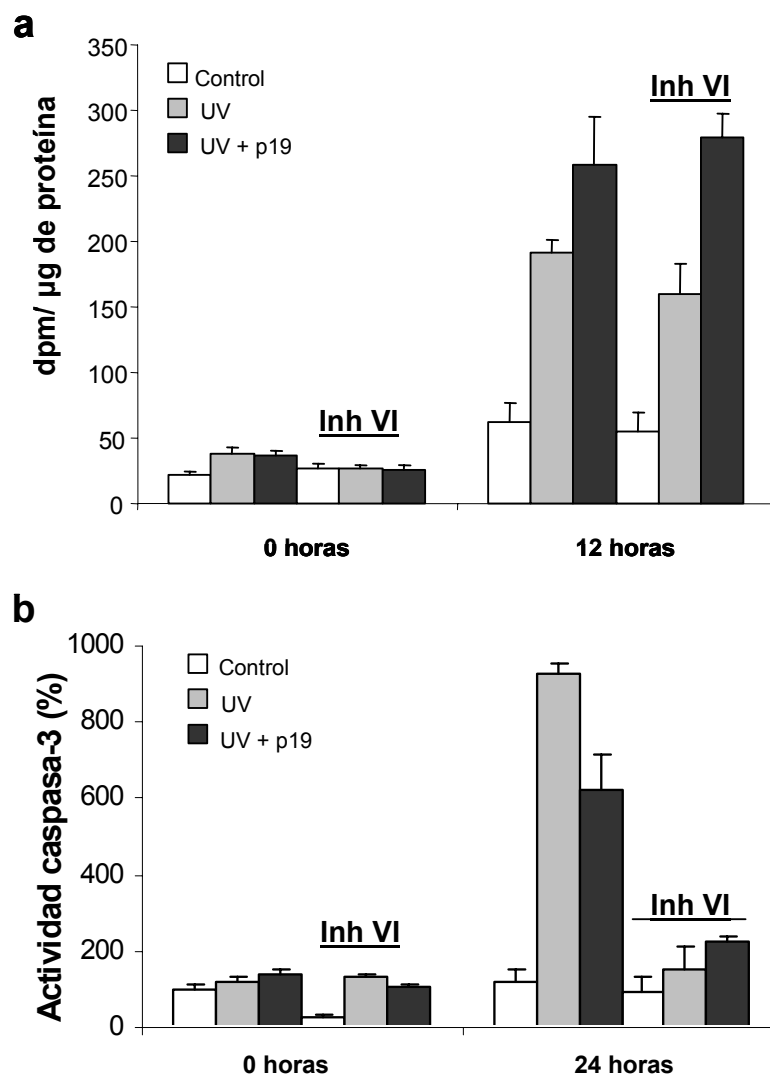 a
dpm/ µg de proteína
350
300
250
200
150
100
50
0
Control
UV
UV + p19
Inh VI
Inh VI
0 horas
12 horas
b
Actividad caspasa-3 (%)
1000
800
600
400
200
0
Control
UV
UV + p19
Inh VI
Inh VI
0 horas
24 horas